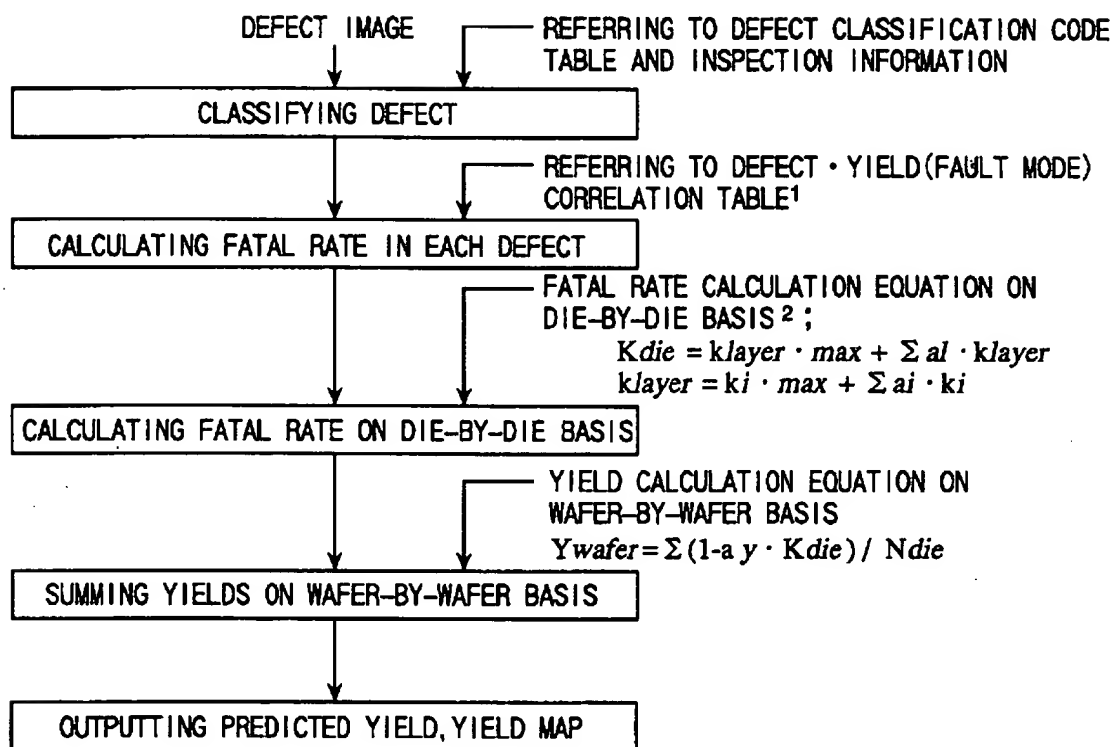 DEFECT IMAGE
REFERRING TO DEFECT CLASSIFICATION CODE
TABLE AND INSPECTION INFORMATION
CLASSIFYING DEFECT
REFERRING TO DEFECT・YIELD(FAULT MODE)
CORRELATION TABLE¹
CALCULATING FATAL RATE IN EACH DEFECT
FATAL RATE CALCULATION EQUATION ON
DIE-BY-DIE BASIS²;
Kdie = klayer · max + Σ al · klayer
klayer = ki · max + Σ ai · ki
CALCULATING FATAL RATE ON DIE-BY-DIE BASIS
YIELD CALCULATION EQUATION ON
WAFER-BY-WAFER BASIS
Ywafer = Σ (1-a y · Kdie) / Ndie
SUMMING YIELDS ON WAFER-BY-WAFER BASIS
OUTPUTTING PREDICTED YIELD, YIELD MAP